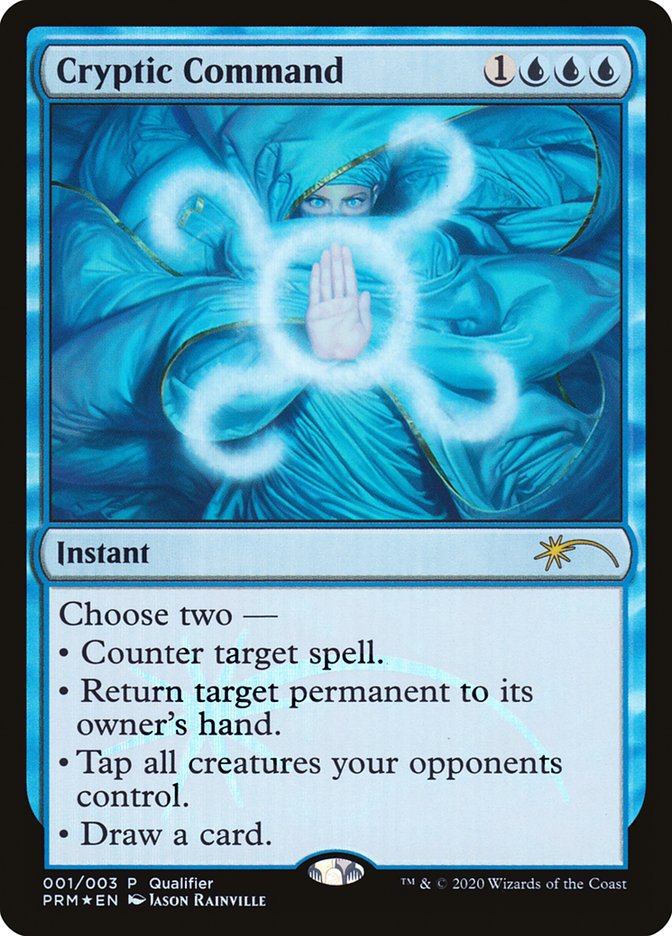 Cryptic Command 1
Instant
Choose two —
• Counter target spell.
• Return target permanent to its
owner's hand.
• Tap all creatures your opponents
control.
• Draw a card.
001/003 P Qualifier
PRM★EN Jason Rainville
™ & © 2020 Wizards of the Coast